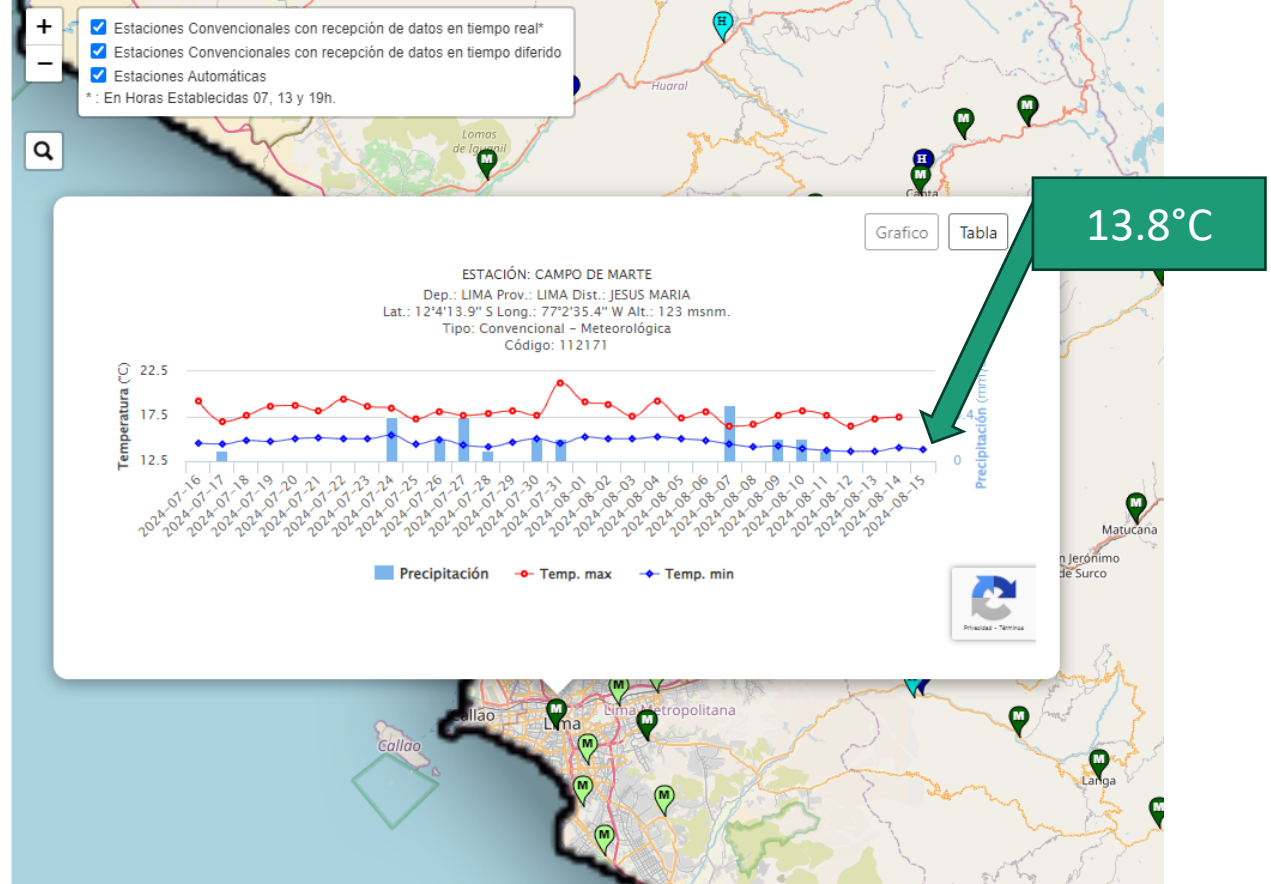 +
−
Estaciones Convencionales con recepción de datos en tiempo real*
Estaciones Convencionales con recepción de datos en tiempo diferido
Estaciones Automáticas
* : En Horas Establecidas 07, 13 y 19h.
H
Huaral
M
M
Lomas
M
H
M
Canta
13.8°C
Grafico
Tabla
ESTACIÓN: CAMPO DE MARTE
Dep.: LIMA Prov.: LIMA Dist.: JESUS MARIA
Lat.: 12°4'13.9'' S Long.: 77°2'35.4'' W Alt.: 123 msnm.
Tipo: Convencional - Meteorológica
Código: 112171
Temperatura (°C)
22.5
17.5
12.5
0
Precipitación (mm
2024-07-16
2024-07-17
2024-07-18
2024-07-19
2024-07-20
2024-07-21
2024-07-22
2024-07-23
2024-07-24
2024-07-25
2024-07-26
2024-07-27
2024-07-28
2024-07-29
2024-07-30
2024-07-31
2024-08-01
2024-08-02
2024-08-03
2024-08-04
2024-08-05
2024-08-06
2024-08-07
2024-08-08
2024-08-09
2024-08-10
2024-08-11
2024-08-12
2024-08-13
2024-08-14
2024-08-15
Precipitación
Temp. max
Temp. min
Privacidad - Términos
M
Matucana
Jerónimo
de Surco
M
M
Lima
Lima Metropolitana
M
M
Callao
M
M
Langa
M
M
M
M